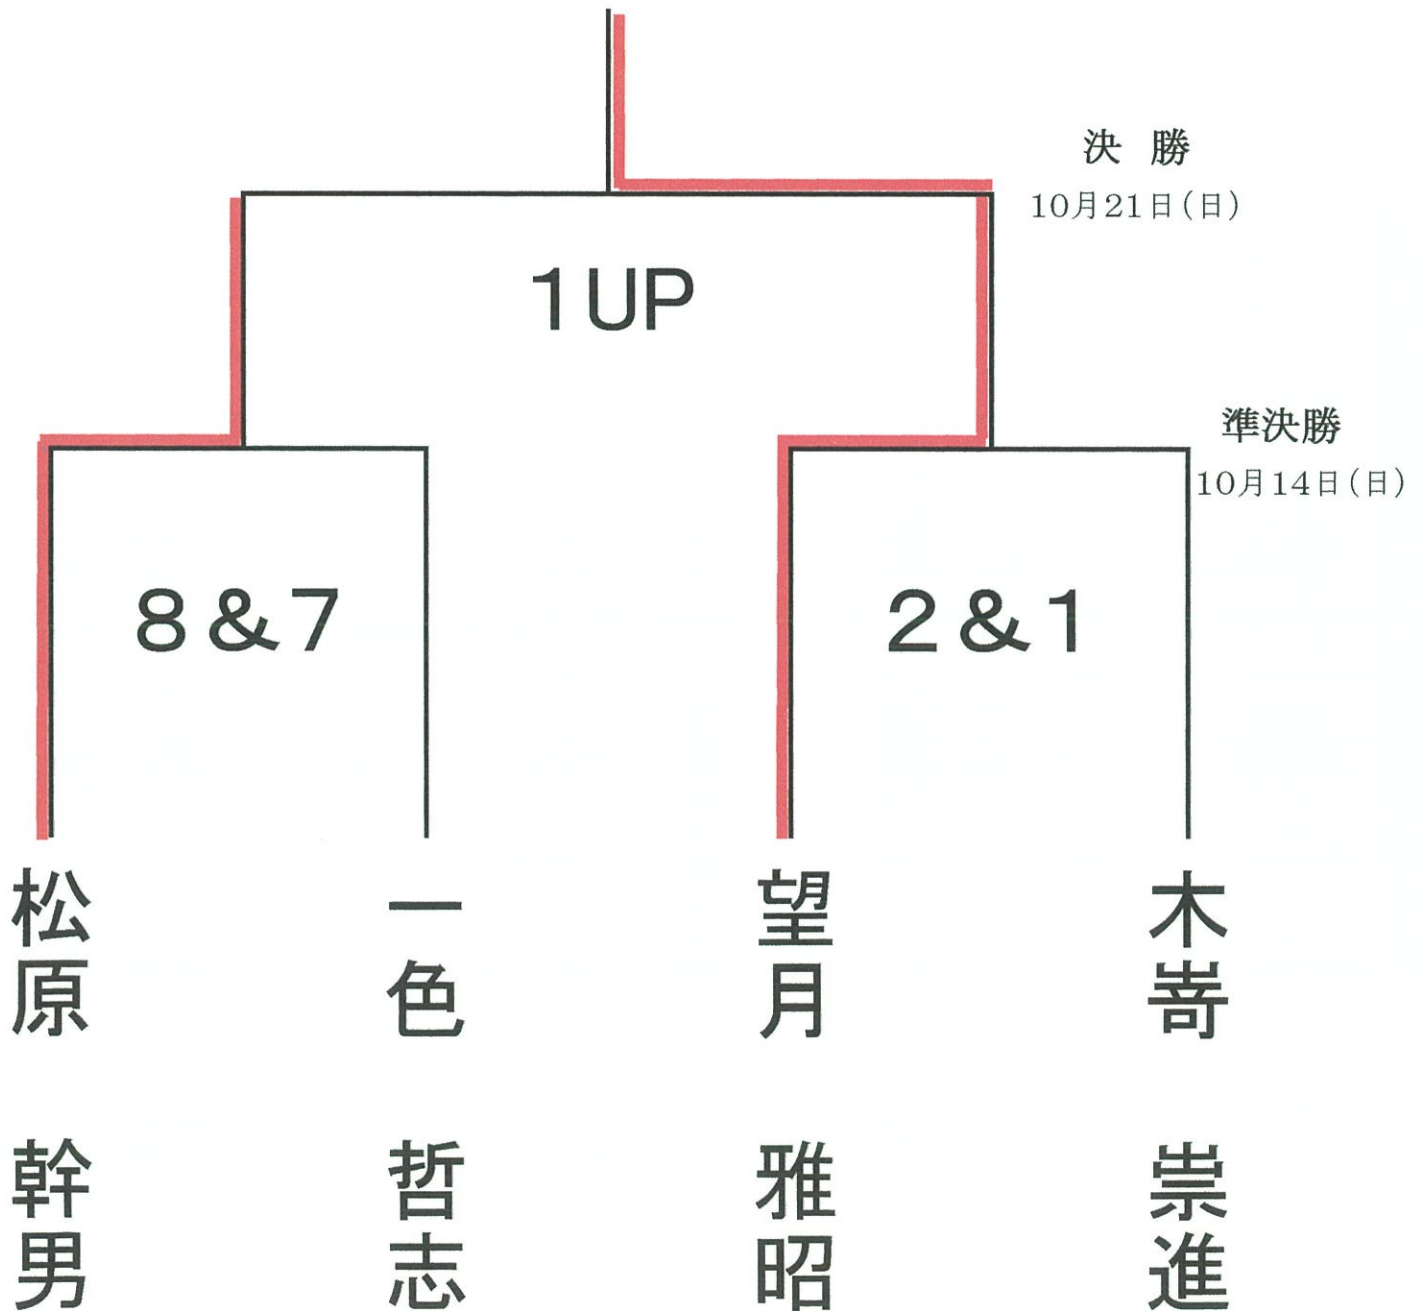 決 勝
10月21日(日)
1UP
準決勝
10月14日(日)
8&7
2&1
松原 幹男
一色 哲志
望月 雅昭
木嵜 崇進